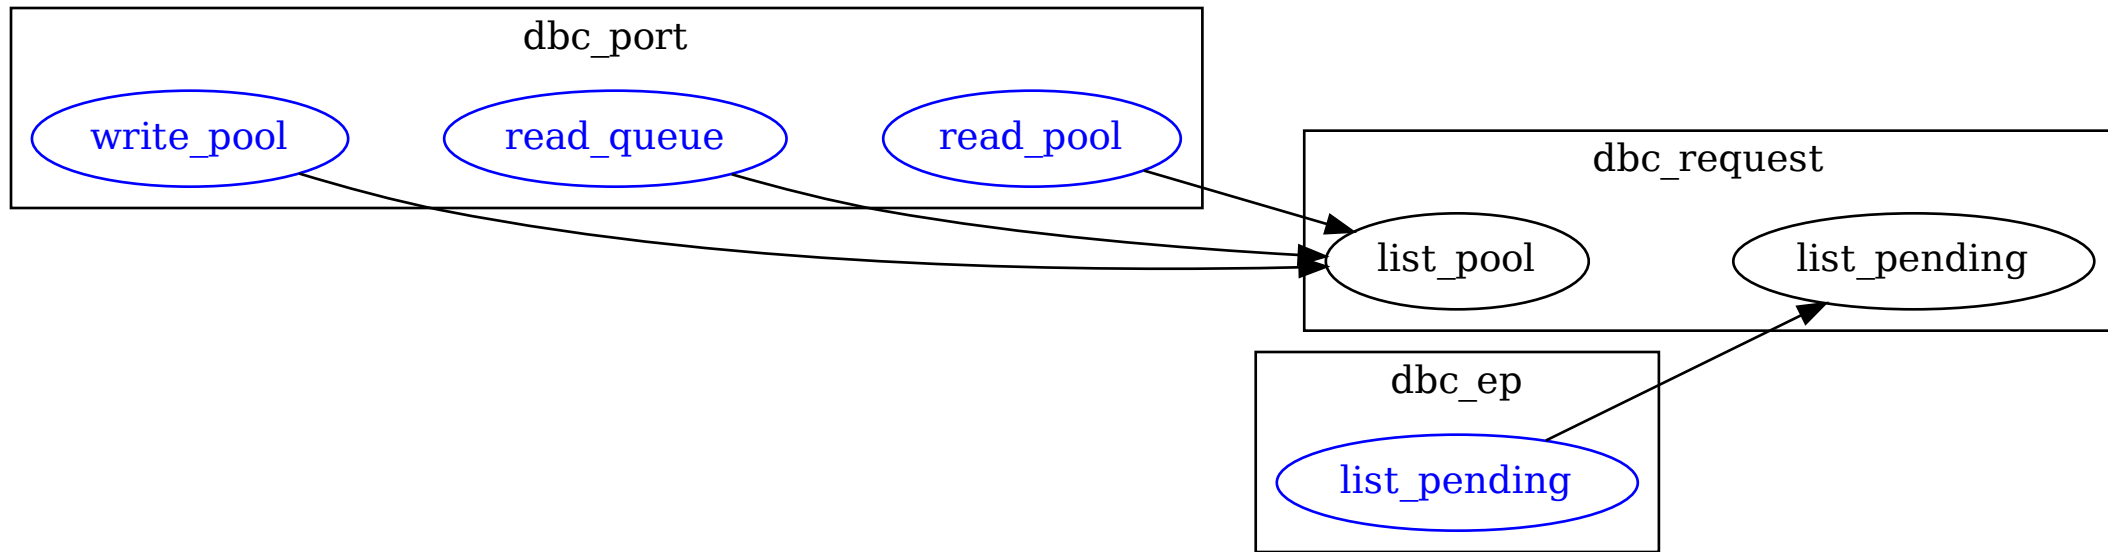 dbc_port
write_pool
read_queue
read_pool
dbc_request
list_pool
list_pending
dbc_ep
list_pending